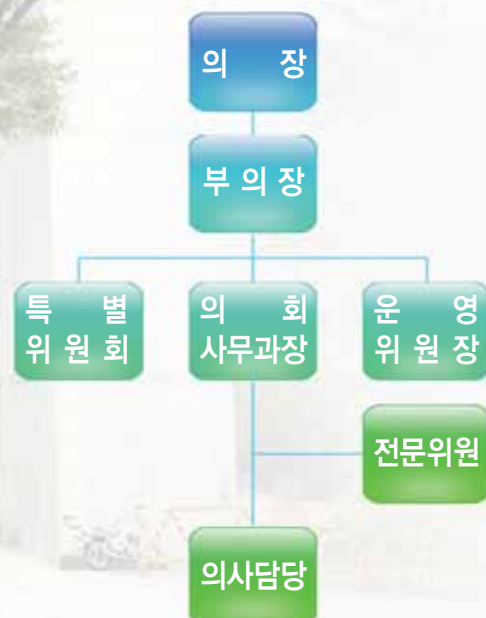 의 장
부 의 장
특 별
위 원 회
의 회
사무과장
운 영
위 원 장
전문위원
의사담당